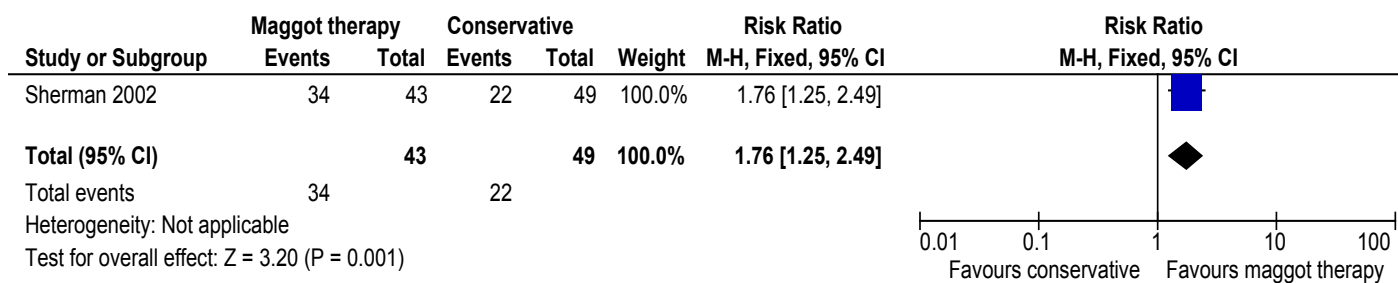 Maggot therapy Conservative Risk Ratio Risk Ratio
Study or Subgroup Events Total Events Total Weight M-H, Fixed, 95% CI M-H, Fixed, 95% CI
Sherman 2002 34 43 22 49 100.0% 1.76 [1.25, 2.49]
Total (95% CI) 43 49 100.0% 1.76 [1.25, 2.49]
Total events 34 22
Heterogeneity: Not applicable
Test for overall effect: Z = 3.20 (P = 0.001)
0.01 0.1 1 10 100
Favours conservative Favours maggot therapy